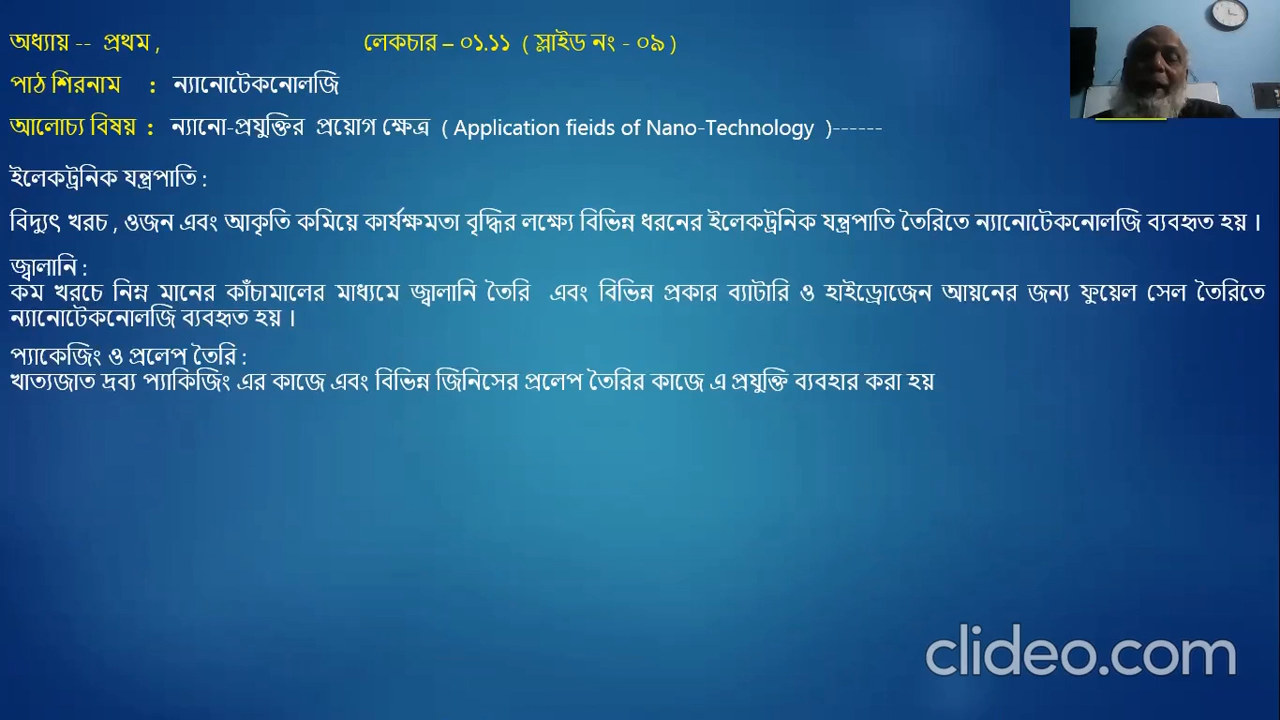 অধ্যায় -- প্রথম , লেকচার – ০১.১১ ( স্লাইড নং - ০৯ )
পাঠ শিরনাম : ন্যানোটেকনোলজি
আলোচ্য বিষয় : ন্যানো-প্রযুক্তির প্রয়োগ ক্ষেত্র ( Application fieids of Nano-Technology )------
ইলেকট্রনিক যন্ত্রপাতি :
বিদ্যুৎ খরচ , ওজন এবং আকৃতি কমিয়ে কার্যক্ষমতা বৃদ্ধির লক্ষ্যে বিভিন্ন ধরনের ইলেকট্রনিক যন্ত্রপাতি তৈরিতে ন্যানোটেকনোলজি ব্যবহৃত হয় ।
জ্বালানি :
কম খরচে নিম্ন মানের কাঁচামালের মাধ্যমে জ্বালানি তৈরি এবং বিভিন্ন প্রকার ব্যাটারি ও হাইড্রোজেন আয়নের জন্য ফুয়েল সেল তৈরিতে
ন্যানোটেকনোলজি ব্যবহৃত হয় ।
প্যাকেজিং ও প্রলেপ তৈরি :
খাত্যজাত দ্রব্য প্যাকিজিং এর কাজে এবং বিভিন্ন জিনিসের প্রলেপ তৈরির কাজে এ প্রযুক্তি ব্যবহার করা হয়
clideo.com